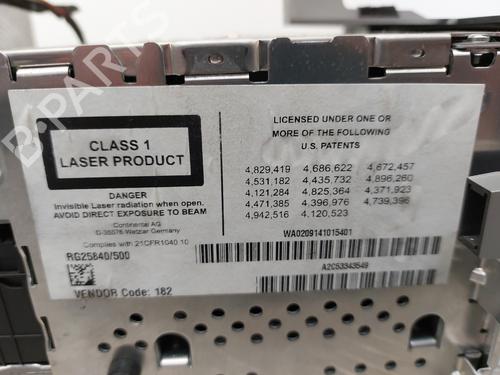 B-PARTS
CLASS 1
LASER PRODUCT
DANGER
Invisible Laser radiation when open.
AVOID DIRECT EXPOSURE TO BEAM
Continental AG
D-35576 Wetzlar Germany
Complies with 21CFR1040.10
RG25840/500
VENDOR Code: 182
LICENSED UNDER ONE OR
MORE OF THE FOLLOWING
U.S. PATENTS
4,829,419 4,686,622 4,672,457
4,531,182 4,435,732 4,896,260
4,121,284 4,825,364 4,371,923
4,471,385 4,396,976 4,739,396
4,942,516 4,120,523
WA0209141015401
A2C53343549